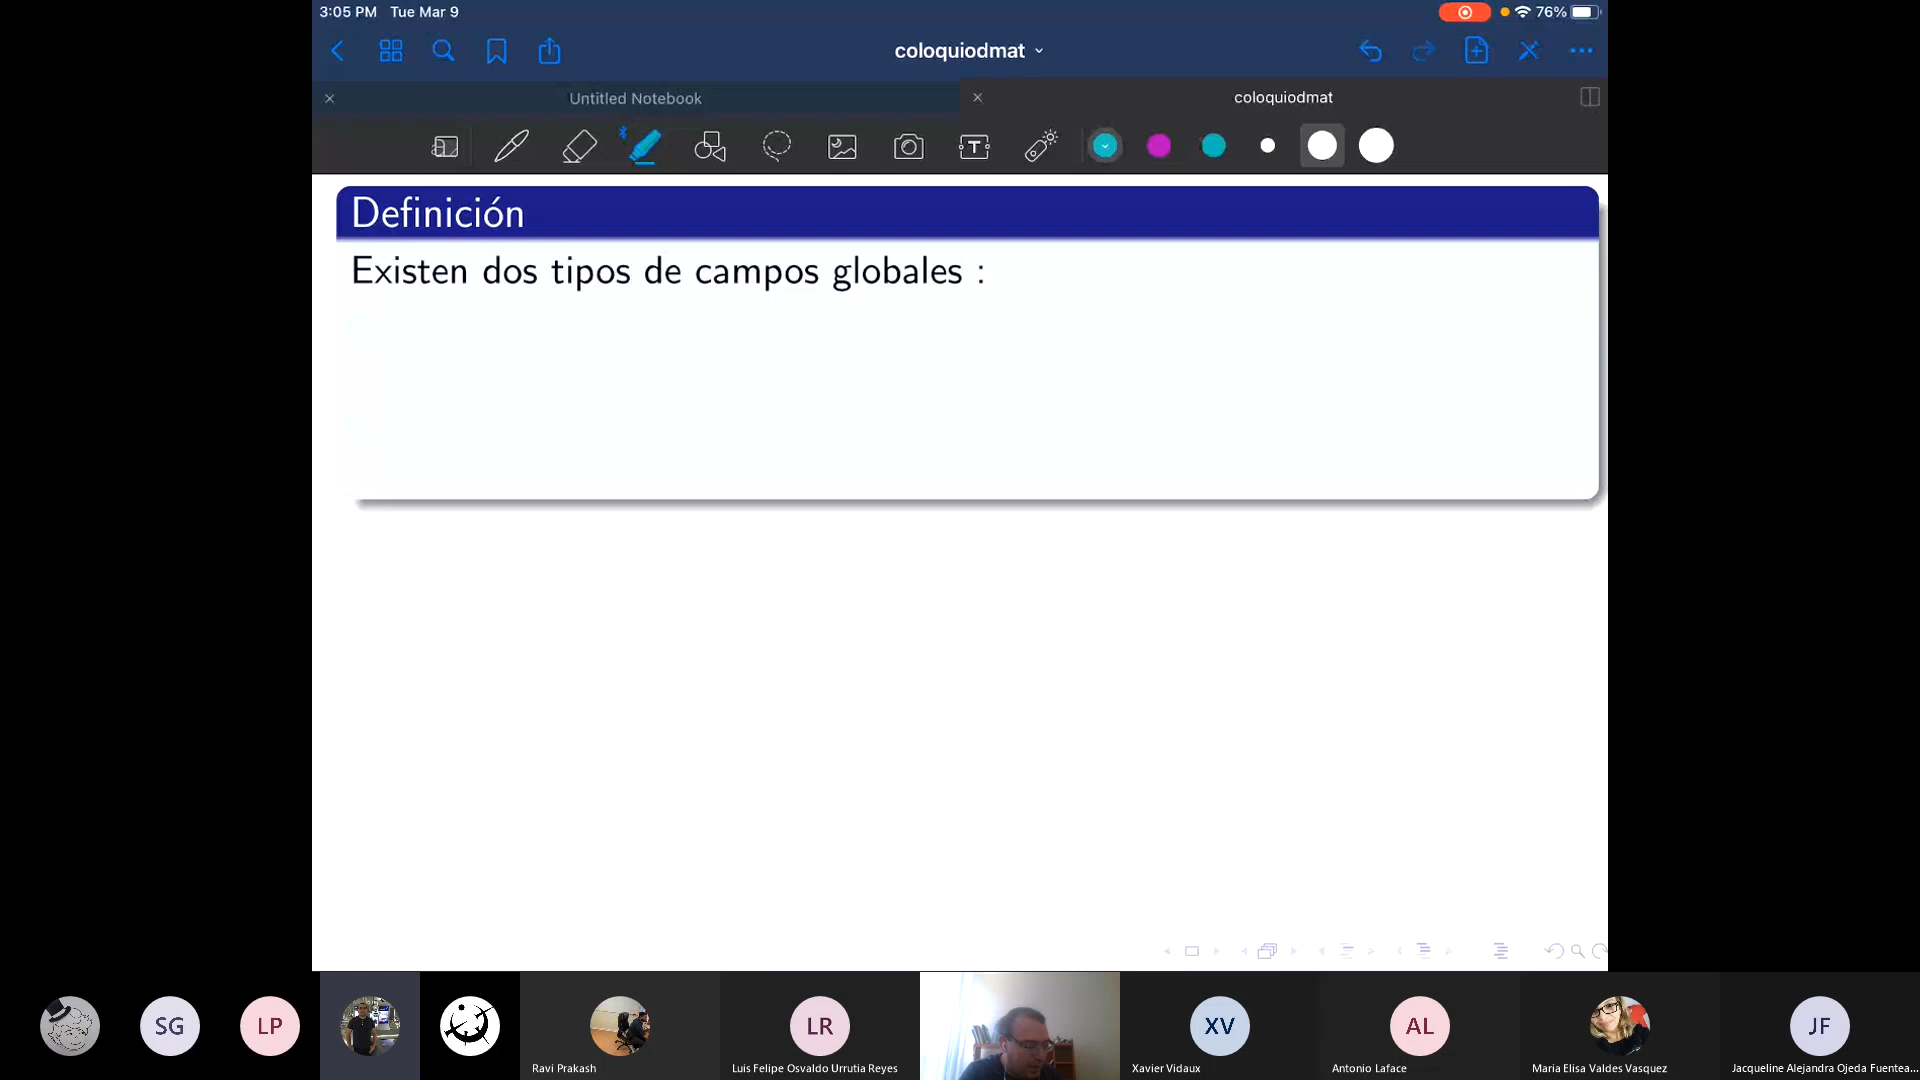 3:05 PM Tue Mar 9
76%
coloquiodmat
Untitled Notebook
coloquiodmat
T
Definición
Existen dos tipos de campos globales :
SG
LP
LR
XV
AL
JF
Ravi Prakash
Luis Felipe Osvaldo Urrutia Reyes
Xavier Vidaux
Antonio Laface
Maria Elisa Valdes Vasquez
Jacqueline Alejandra Ojeda Fuentea...